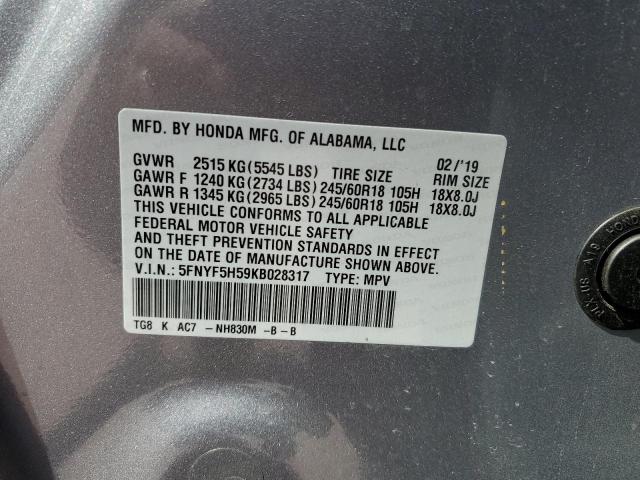 MFD. BY HONDA MFG. OF ALABAMA, LLC
GVWR 2515 KG(5545 LBS) TIRE SIZE 02/'19 RIM SIZE
GAWR F 1240 KG(2734 LBS)245/60R18 105H 18X8.0J
GAWR R 1345 KG(2965 LBS)245/60R18 105H 18X8.0J
THIS VEHICLE CONFORMS TO ALL APPLICABLE
FEDERAL MOTOR VEHICLE SAFETY
AND THEFT PREVENTION STANDARDS IN EFFECT
ON THE DATE OF MANUFACTURE SHOWN ABOVE.
V.I.N.: 5FNYF5H59KB028317 TYPE: MPV
TG8 K AC7 -NH830M -B -B
HONDA